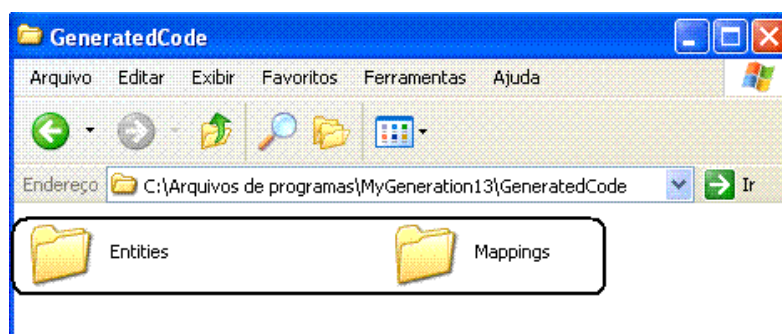 GeneratedCode
Arquivo Editar Exibir Favoritos Ferramentas Ajuda
Endereço C:\Arquivos de programas\MyGeneration13\GeneratedCode Ir
Entities Mappings